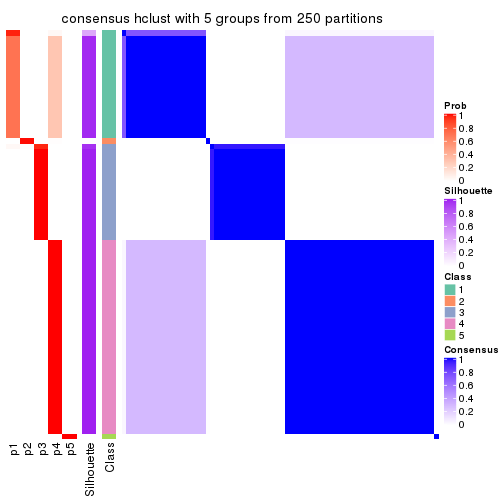 consensus hclust with 5 groups from 250 partitions
Prob
1
0.8
0.6
0.4
0.2
0
Silhouette
1
0.8
0.6
0.4
0.2
0
Class
1
2
3
4
5
Consensus
1
0.8
0.6
0.4
0.2
0
p1
p2
p3
p4
p5
Silhouette
Class